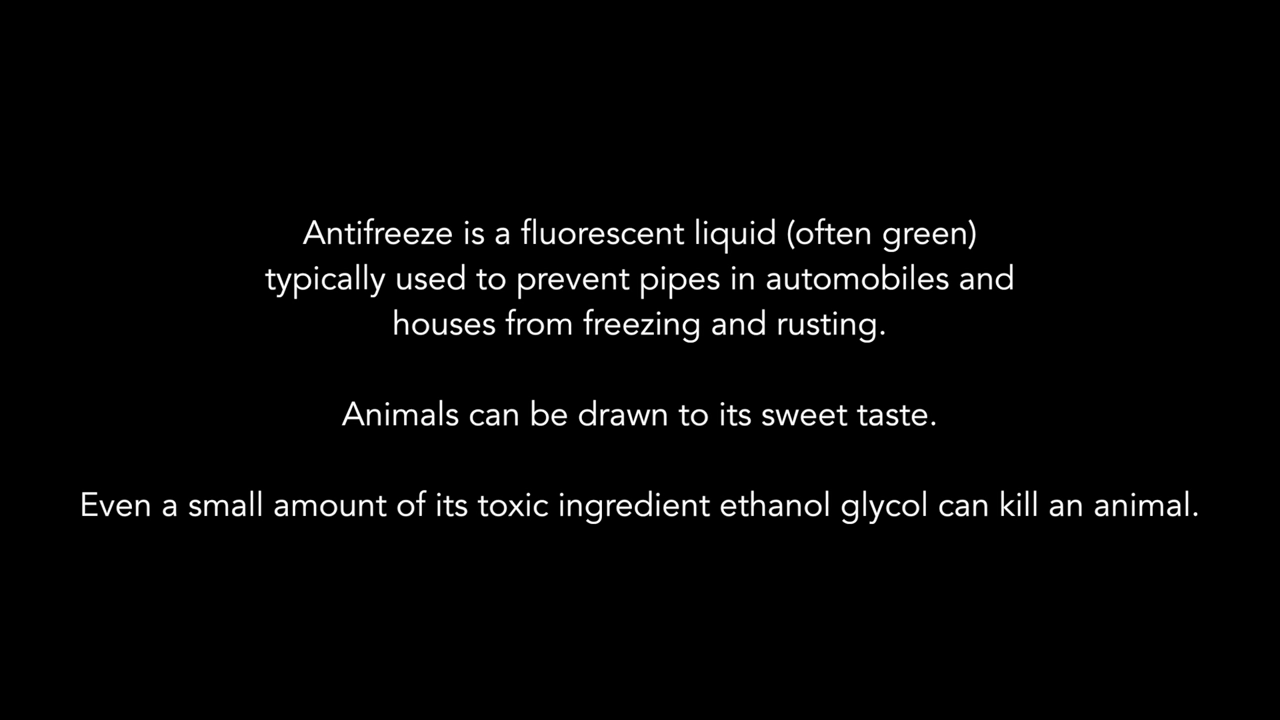 Antifreeze is a fluorescent liquid (often green)
typically used to prevent pipes in automobiles and
houses from freezing and rusting.
Animals can be drawn to its sweet taste.
Even a small amount of its toxic ingredient ethanol glycol can kill an animal.